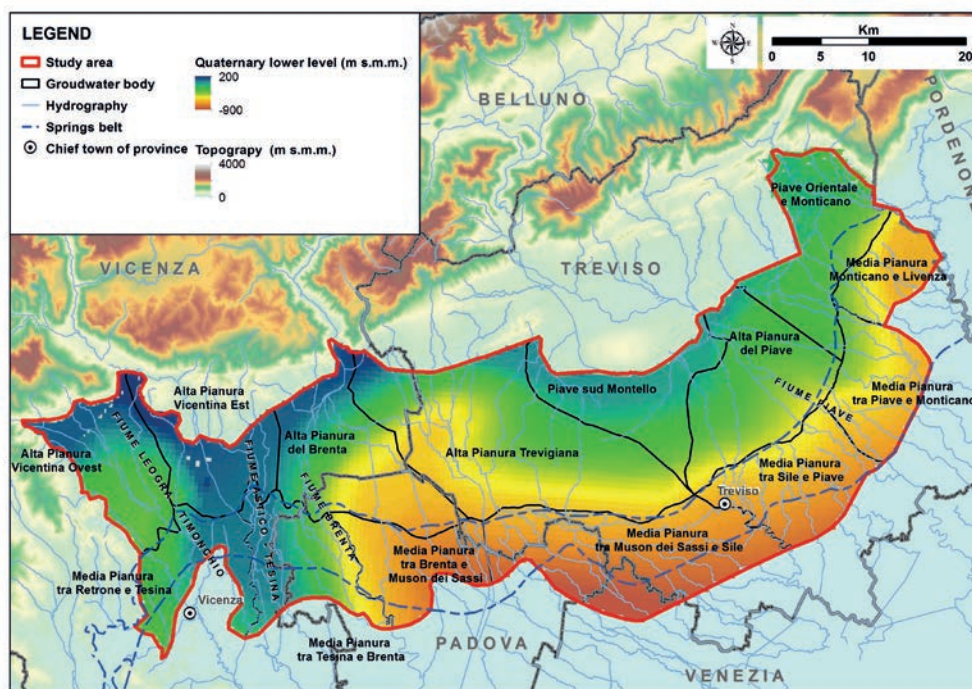 LEGEND
Study area
Groudwater body
Hydrography
Springs belt
Chief town of province
Quaternary lower level (m s.m.m.)
200
-900
Topograpy (m s.m.m.)
4000
0
N
W E
S
Km
0 5 10 20
BELLUNO
PORDENONE
VICENZA
TREVISO
Piave Orientale
e Monticano
Media Pianura
Monticano e Livenza
Alta Pianura
del Piave
Piave sud Montello
Media Pianura
tra Piave e Monticano
FIUME PIAVE
Alta Pianura
Vicentina Est
Alta Pianura
Vicentina Ovest
FIUME LEOGRA TIMONCHIO
FIUME ASTICO TESINA
Alta Pianura
del Brenta
FIUME BRENTA
Alta Pianura Trevigiana
Media Pianura
tra Sile e Piave
Treviso
Media Pianura
tra Muson dei Sassi e Sile
Media Pianura
tra Brenta e
Muson dei Sassi
Media Pianura
tra Retrone e Tesina
Vicenza
Media Pianura
tra Tesina e Brenta
PADOVA
VENEZIA